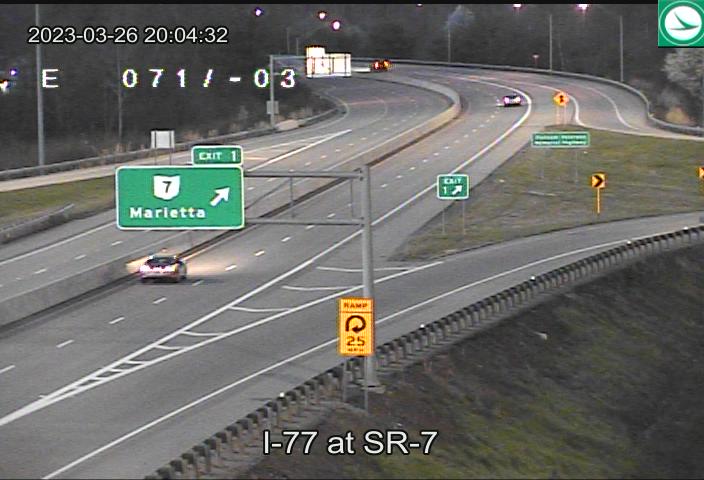 2023-03-26 20:04:32
E 071/-03
EXIT 1
7
Marietta
EXIT
1
RAMP
25
MPH
I-77 at SR-7